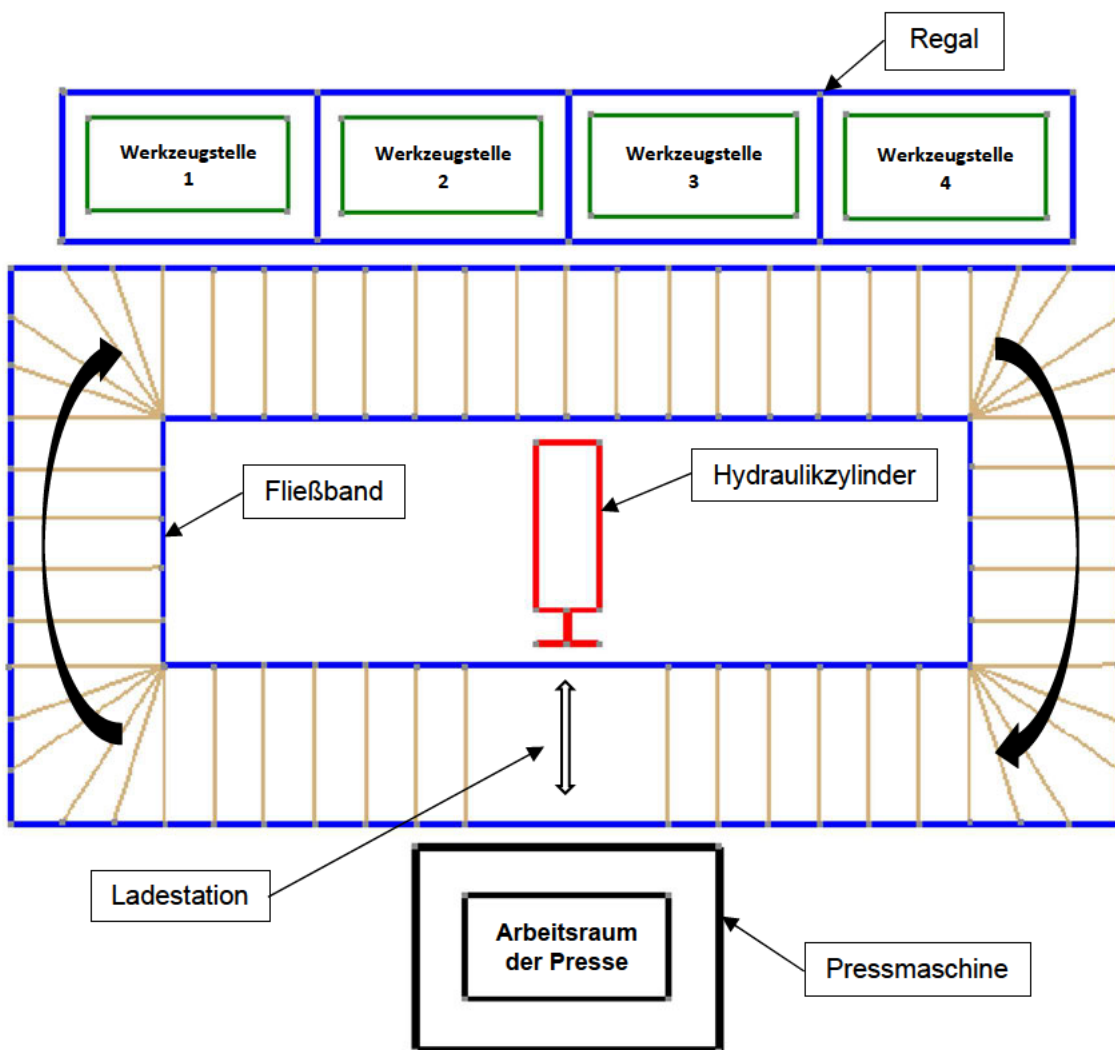 Regal
Werkzeugstelle
1
Werkzeugstelle
2
Werkzeugstelle
3
Werkzeugstelle
4
Fließband
Hydraulikzylinder
Ladestation
Arbeitsraum
der Presse
Pressmaschine